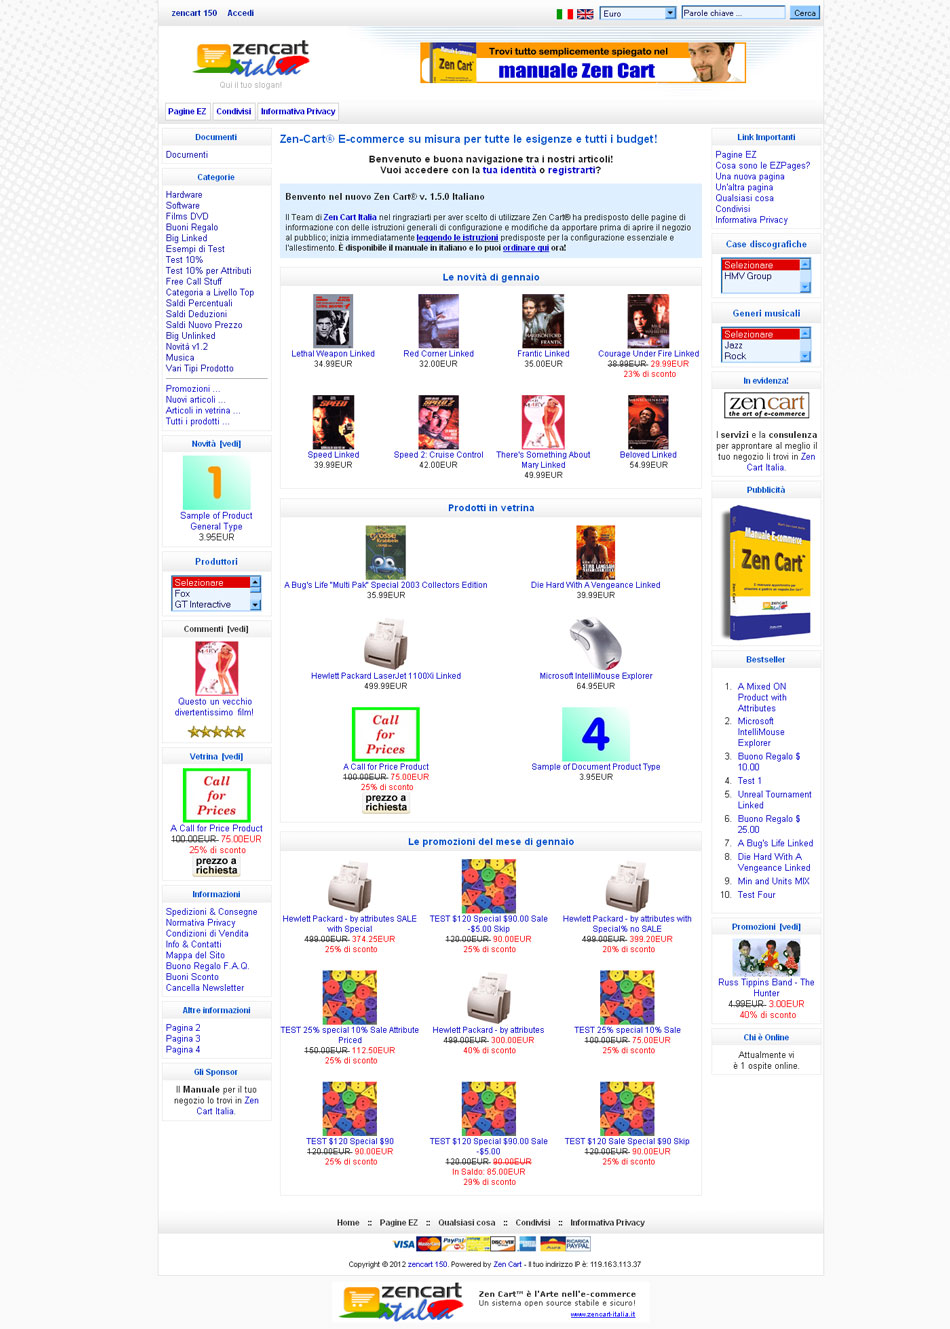 zencart 150 Accedi
Euro
Parole chiave ...
Cerca
zencart
italia
Qui il tuo slogan!
Trovi tutto semplicemente spiegato nel
manuale Zen Cart
Pagine EZ Condivisi Informativa Privacy
Documenti
Documenti
Categorie
Hardware
Software
Films DVD
Buoni Regalo
Big Linked
Esempi di Test
Test 10%
Test 10% per Attributi
Free Call Stuff
Categoria a Livello Top
Saldi Percentuali
Saldi Deduzioni
Saldi Nuovo Prezzo
Big Unlinked
Novità v1.2
Musica
Vari Tipi Prodotto
Promozioni ...
Nuovi articoli ...
Articoli in vetrina ...
Tutti i prodotti ...
Novità [vedi]
1
Sample of Product
General Type
3.95EUR
Produttori
Selezionare
Fox
GT Interactive
Commenti [vedi]
Questo un vecchio
divertentissimo film!
Vetrina [vedi]
Call
for
Prices
A Call for Price Product
100.00EUR 75.00EUR
25% di sconto
prezzo a
richiesta
Informazioni
Spedizioni & Consegne
Normativa Privacy
Condizioni di Vendita
Info & Contatti
Mappa del Sito
Buono Regalo F.A.Q.
Buoni Sconto
Cancella Newsletter
Altre informazioni
Pagina 2
Pagina 3
Pagina 4
Gli Sponsor
Il Manuale per il tuo
negozio lo trovi in Zen
Cart Italia.
Zen-Cart® E-commerce su misura per tutte le esigenze e tutti i budget!
Benvenuto e buona navigazione tra i nostri articoli!
Vuoi accedere con la tua identità o registrarti?
Benvento nel nuovo Zen Cart® v. 1.5.0 Italiano
Il Team di Zen Cart Italia nel ringraziarti per aver scelto di utilizzare Zen Cart® ha predisposto delle pagine di
informazione con delle istruzioni generali di configurazione e modifiche da apportare prima di aprire il negozio
al pubblico; inizia immediatamente leggendo le istruzioni predisposte per la configurazione essenziale e
l'allestimento. È disponibile il manuale in italiano e lo puoi ordinare qui ora!
Le novità di gennaio
Lethal Weapon Linked
34.99EUR
Red Corner Linked
32.00EUR
Frantic Linked
35.00EUR
Courage Under Fire Linked
38.99EUR 29.99EUR
23% di sconto
Speed Linked
39.99EUR
Speed 2: Cruise Control
42.00EUR
There's Something About
Mary Linked
49.99EUR
Beloved Linked
54.99EUR
Prodotti in vetrina
A Bug's Life "Multi Pak" Special 2003 Collectors Edition
35.99EUR
Die Hard With A Vengeance Linked
39.99EUR
Hewlett Packard LaserJet 1100Xi Linked
499.99EUR
Microsoft IntelliMouse Explorer
64.95EUR
Call
for
Prices
A Call for Price Product
100.00EUR 75.00EUR
25% di sconto
prezzo a
richiesta
4
Sample of Document Product Type
3.95EUR
Le promozioni del mese di gennaio
Hewlett Packard - by attributes SALE
with Special
499.00EUR 374.25EUR
25% di sconto
TEST $120 Special $90.00 Sale
-$5.00 Skip
120.00EUR 90.00EUR
25% di sconto
Hewlett Packard - by attributes with
Special% no SALE
499.00EUR 399.20EUR
20% di sconto
TEST 25% special 10% Sale Attribute
Priced
150.00EUR 112.50EUR
25% di sconto
Hewlett Packard - by attributes
499.00EUR 300.00EUR
40% di sconto
TEST 25% special 10% Sale
100.00EUR 75.00EUR
25% di sconto
TEST $120 Special $90
120.00EUR 90.00EUR
25% di sconto
TEST $120 Special $90.00 Sale
-$5.00
120.00EUR 90.00EUR
In Saldo: 85.00EUR
29% di sconto
TEST $120 Sale Special $90 Skip
120.00EUR 90.00EUR
25% di sconto
Link Importanti
Pagine EZ
Cosa sono le EZPages?
Una nuova pagina
Un'altra pagina
Qualsiasi cosa
Condivisi
Informativa Privacy
Case discografiche
Selezionare
HMV Group
Generi musicali
Selezionare
Jazz
Rock
In evidenza!
zencart
the art of e-commerce
I servizi e la consulenza
per approntare al meglio il
tuo negozio li trovi in Zen
Cart Italia.
Pubblicità
Manuale E-commerce
Zen Cart
Bestseller
1. A Mixed ON
Product with
Attributes
2. Microsoft
IntelliMouse
Explorer
3. Buono Regalo $
10.00
4. Test 1
5. Unreal Tournament
Linked
6. Buono Regalo $
25.00
7. A Bug's Life Linked
8. Die Hard With A
Vengeance Linked
9. Min and Units MIX
10. Test Four
Promozioni [vedi]
Russ Tippins Band - The
Hunter
4.99EUR 3.00EUR
40% di sconto
Chi è Online
Attualmente vi
è 1 ospite online.
Home :: Pagine EZ :: Qualsiasi cosa :: Condivisi :: Informativa Privacy
VISA MasterCard PayPal DISCOVER
RICARICA
PAYPAL
Copyright © 2012 zencart 150. Powered by Zen Cart - Il tuo indirizzo IP è: 119.163.113.37
zencart
italia
Zen Cart™ è l'Arte nell'e-commerce
Un sistema open source stabile e sicuro!
www.zencart-italia.it